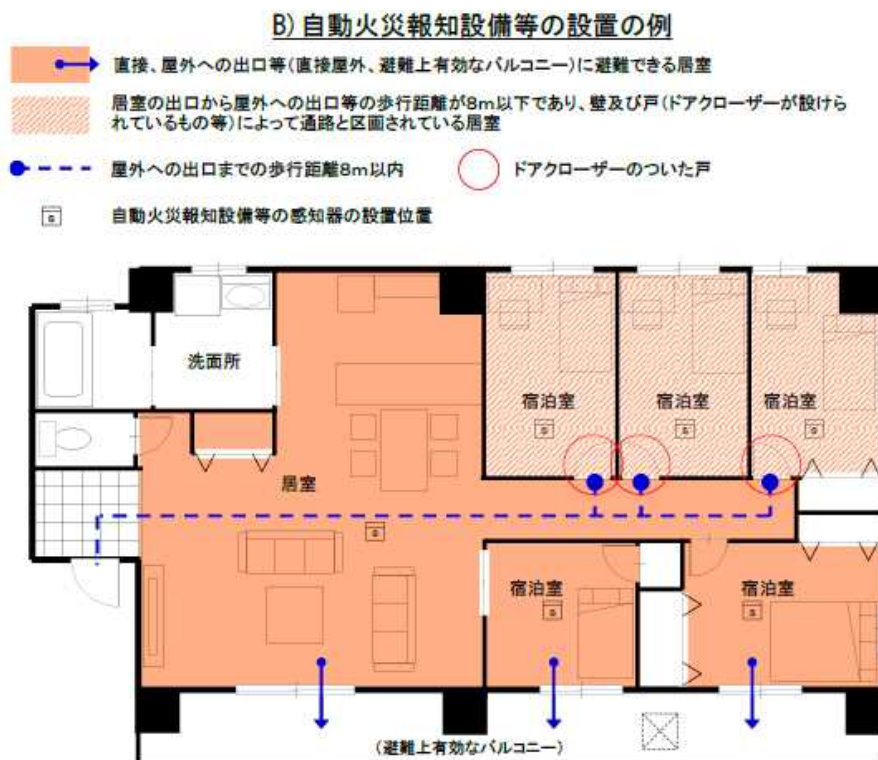 B) 自動火災報知設備等の設置の例
直接、屋外への出口等(直接屋外、避難上有効なバルコニー)に避難できる居室
居室の出口から屋外への出口等の歩行距離が8m以下であり、壁及び戸(ドアクローザーが設けら
れているもの等)によって通路と区画されている居室
屋外への出口までの歩行距離8m以内
ドアクローザーのついた戸
S
自動火災報知設備等の感知器の設置位置
洗面所
宿泊室
宿泊室
宿泊室
S
S
S
居室
S
宿泊室
宿泊室
S
S
(避難上有効なバルコニー)